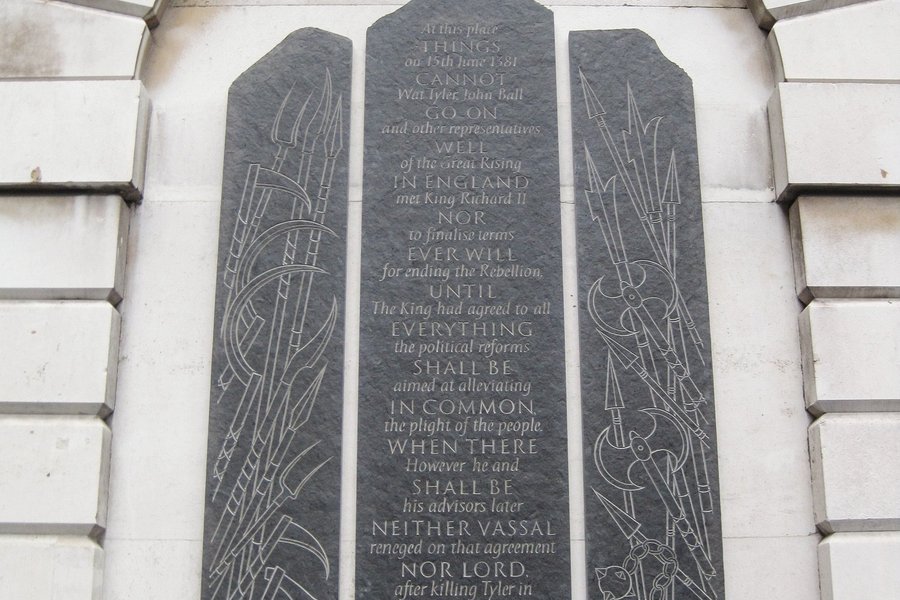 At this place
THINGS
on 15th June 1381
CANNOT
Wat Tyler, John Ball
GO ON
and other representatives
WELL
of the Great Rising
IN ENGLAND
met King Richard II
NOR
to finalise terms
EVER WILL
for ending the Rebellion.
UNTIL
The King had agreed to all
EVERYTHING
the political reforms
SHALL BE
aimed at alleviating
IN COMMON
the plight of the people.
WHEN THERE
However he and
SHALL BE
his advisors later
NEITHER VASSAL
reneged on that agreement
NOR LORD,
after killing Tyler in